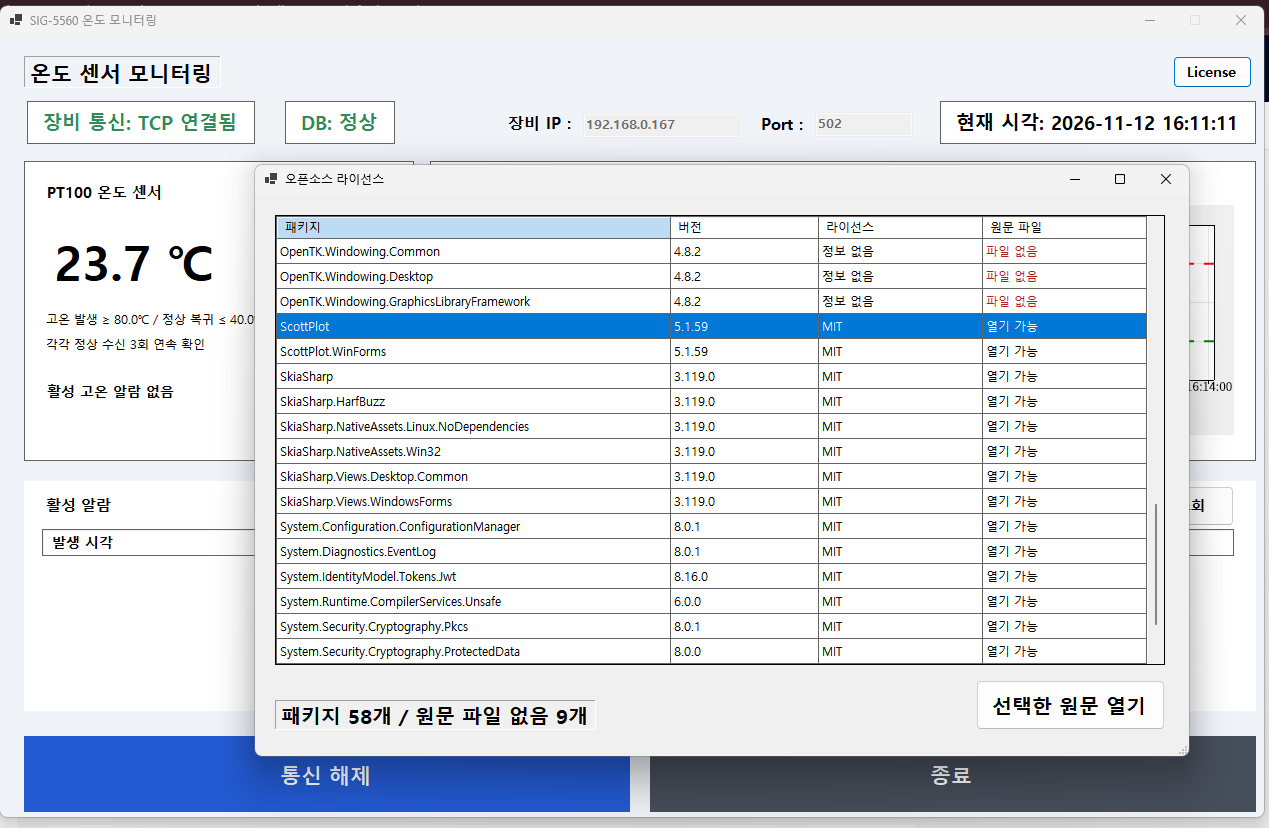 SIG-5560 온도 모니터링
온도 센서 모니터링
License
장비 통신: TCP 연결됨
DB: 정상
장비 IP :
192.168.0.167
Port :
502
현재 시각: 2026-11-12 16:11:11
PT100 온도 센서
23.7 ℃
고온 발생 ≥ 80.0℃ / 정상 복귀 ≤ 40.0
각각 정상 수신 3회 연속 확인
활성 고온 알람 없음
16:14:00
활성 알람
회
발생 시각
오픈소스 라이선스
패키지 버전 라이선스 원문 파일
OpenTK.Windowing.Common 4.8.2 정보 없음 파일 없음
OpenTK.Windowing.Desktop 4.8.2 정보 없음 파일 없음
OpenTK.Windowing.GraphicsLibraryFramework 4.8.2 정보 없음 파일 없음
ScottPlot 5.1.59 MIT 열기 가능
ScottPlot.WinForms 5.1.59 MIT 열기 가능
SkiaSharp 3.119.0 MIT 열기 가능
SkiaSharp.HarfBuzz 3.119.0 MIT 열기 가능
SkiaSharp.NativeAssets.Linux.NoDependencies 3.119.0 MIT 열기 가능
SkiaSharp.NativeAssets.Win32 3.119.0 MIT 열기 가능
SkiaSharp.Views.Desktop.Common 3.119.0 MIT 열기 가능
SkiaSharp.Views.WindowsForms 3.119.0 MIT 열기 가능
System.Configuration.ConfigurationManager 8.0.1 MIT 열기 가능
System.Diagnostics.EventLog 8.0.1 MIT 열기 가능
System.IdentityModel.Tokens.Jwt 8.16.0 MIT 열기 가능
System.Runtime.CompilerServices.Unsafe 6.0.0 MIT 열기 가능
System.Security.Cryptography.Pkcs 8.0.1 MIT 열기 가능
System.Security.Cryptography.ProtectedData 8.0.0 MIT 열기 가능
패키지 58개 / 원문 파일 없음 9개
선택한 원문 열기
통신 해제
종료